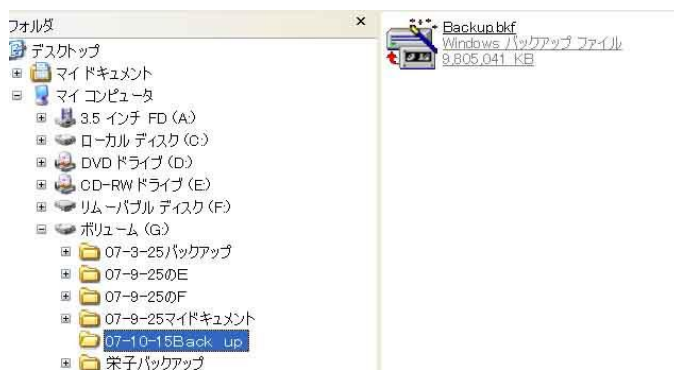 フォルダ
×
デスクトップ
マイ ドキュメント
マイ コンピュータ
3.5 インチ FD (A:)
ローカル ディスク (C:)
DVD ドライブ (D:)
CD-RW ドライブ (E:)
リムーバブル ディスク (F:)
ボリューム (G:)
07-3-25バックアップ
07-9-25のE
07-9-25のF
07-9-25マイドキュメント
07-10-15Back up
栄子バックアップ
Backup.bkf
Windows バックアップ ファイル
9,805,041 KB